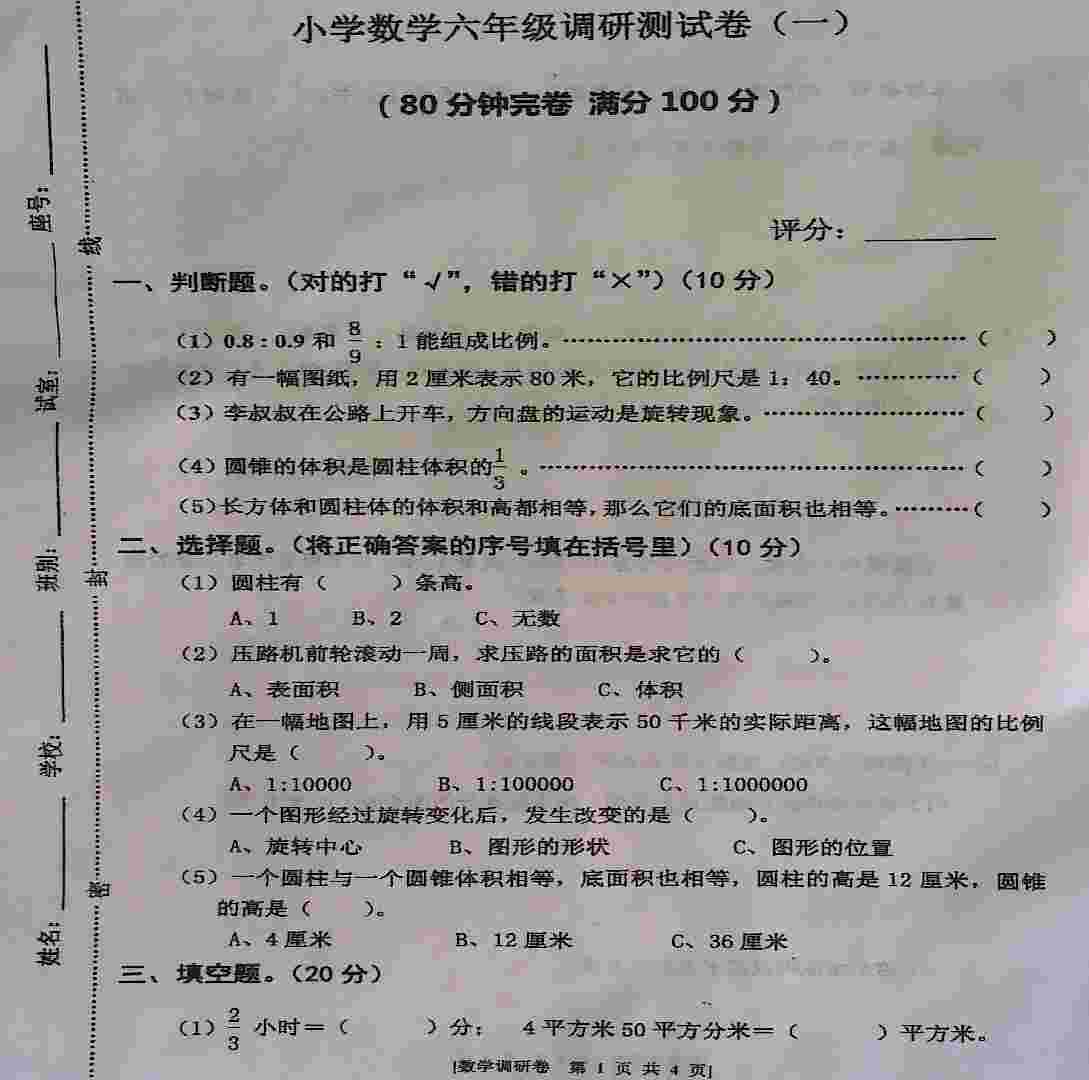 小学数学六年级调研测试卷（一）
（80 分钟完卷 满分 100 分）
评分：
一、判断题。（对的打“√”，错的打“×”）（10 分）
（1）0.8 : 0.9 和 8/9 ：1 能组成比例。……………………………………………（ ）
（2）有一幅图纸，用 2 厘米表示 80 米，它的比例尺是 1：40。…………（ ）
（3）李叔叔在公路上开车，方向盘的运动是旋转现象。……………………（ ）
（4）圆锥的体积是圆柱体积的 1/3 。……………………………………………（ ）
（5）长方体和圆柱体的体积和高都相等，那么它们的底面积也相等。………（ ）
二、选择题。（将正确答案的序号填在括号里）（10 分）
（1）圆柱有（ ）条高。
A、1 B、2 C、无数
（2）压路机前轮滚动一周，求压路的面积是求它的（ ）。
A、表面积 B、侧面积 C、体积
（3）在一幅地图上，用 5 厘米的线段表示 50 千米的实际距离，这幅地图的比例
尺是（ ）。
A、1:10000 B、1:100000 C、1:1000000
（4）一个图形经过旋转变化后，发生改变的是（ ）。
A、旋转中心 B、图形的形状 C、图形的位置
（5）一个圆柱与一个圆锥体积相等，底面积也相等，圆柱的高是 12 厘米，圆锥
的高是（ ）。
A、4 厘米 B、12 厘米 C、36 厘米
三、填空题。（20 分）
（1）2/3 小时＝（ ）分； 4 平方米 50 平方分米＝（ ）平方米。
[数学调研卷 第 1 页 共 4 页]
姓名：
学校：
班别：
试室：
座号：
密
封
线